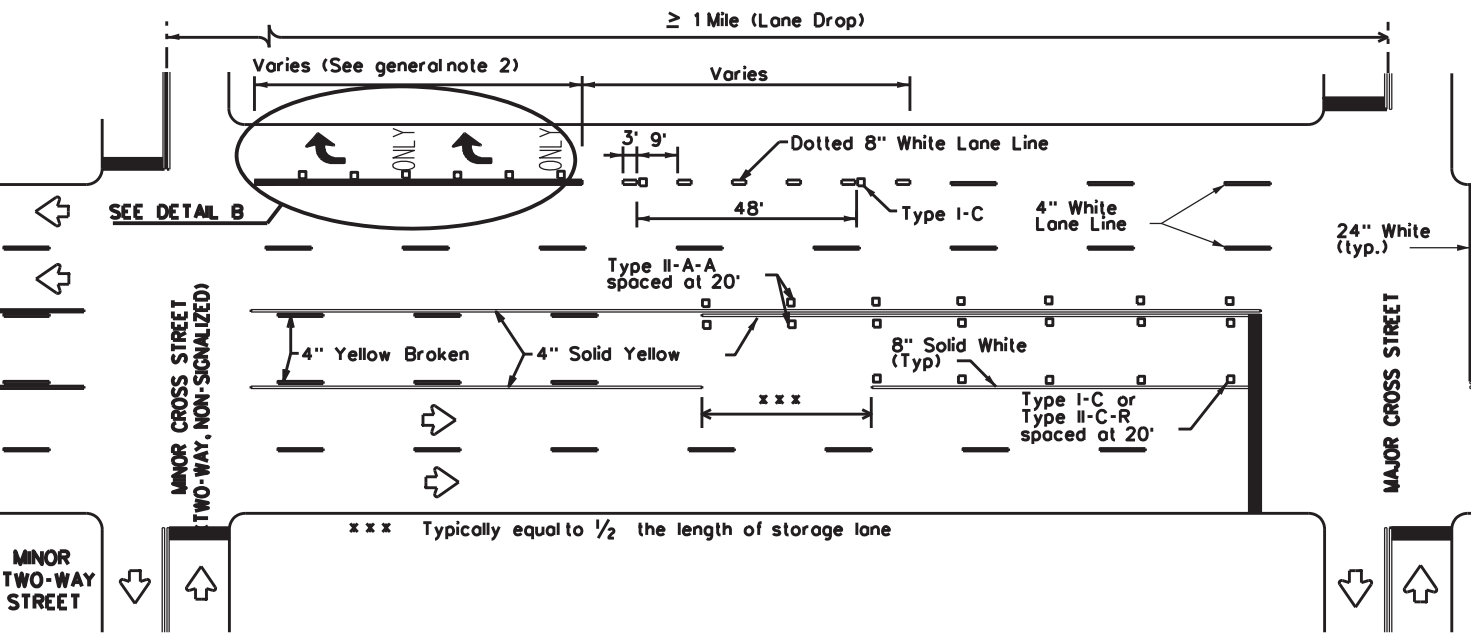 ≥ 1 Mile (Lane Drop)
Varies (See general note 2)
Varies
3' 9'
Dotted 8" White Lane Line
ONLY
ONLY
SEE DETAIL B
48'
Type I-C
4" White
Lane Line
24" White
(typ.)
Type II-A-A
spaced at 20'
4" Yellow Broken
4" Solid Yellow
8" Solid White
(Typ)
x x x
Type I-C or
Type II-C-R
spaced at 20'
MINOR CROSS STREET
(TWO-WAY, NON-SIGNALIZED)
MAJOR CROSS STREET
x x x Typically equal to 1/2 the length of storage lane
MINOR
TWO-WAY
STREET